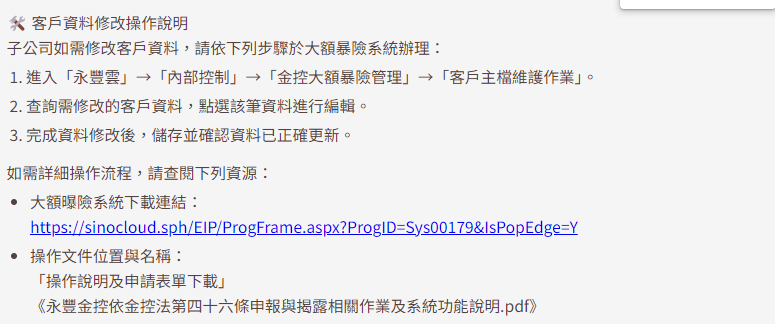 🛠 客戶資料修改操作說明
子公司如需修改客戶資料，請依下列步驟於大額暴險系統辦理：
1. 進入「永豐雲」→「內部控制」→「金控大額暴險管理」→「客戶主檔維護作業」。
2. 查詢需修改的客戶資料，點選該筆資料進行編輯。
3. 完成資料修改後，儲存並確認資料已正確更新。
如需詳細操作流程，請查閱下列資源：
• 大額曝險系統下載連結：
https://sinocloud.sph/EIP/ProgFrame.aspx?ProgID=Sys00179&IsPopEdge=Y
• 操作文件位置與名稱：
「操作說明及申請表單下載」
《永豐金控依金控法第四十六條申報與揭露相關作業及系統功能說明.pdf》